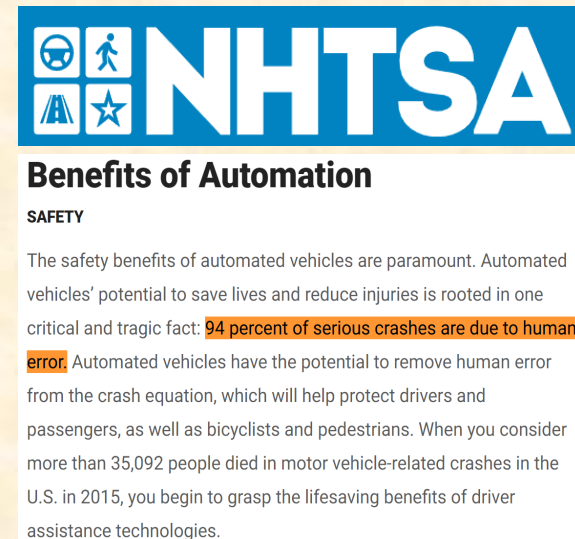 NHTSA
Benefits of Automation
SAFETY
The safety benefits of automated vehicles are paramount. Automated
vehicles’ potential to save lives and reduce injuries is rooted in one
critical and tragic fact: 94 percent of serious crashes are due to human
error. Automated vehicles have the potential to remove human error
from the crash equation, which will help protect drivers and
passengers, as well as bicyclists and pedestrians. When you consider
more than 35,092 people died in motor vehicle-related crashes in the
U.S. in 2015, you begin to grasp the lifesaving benefits of driver
assistance technologies.